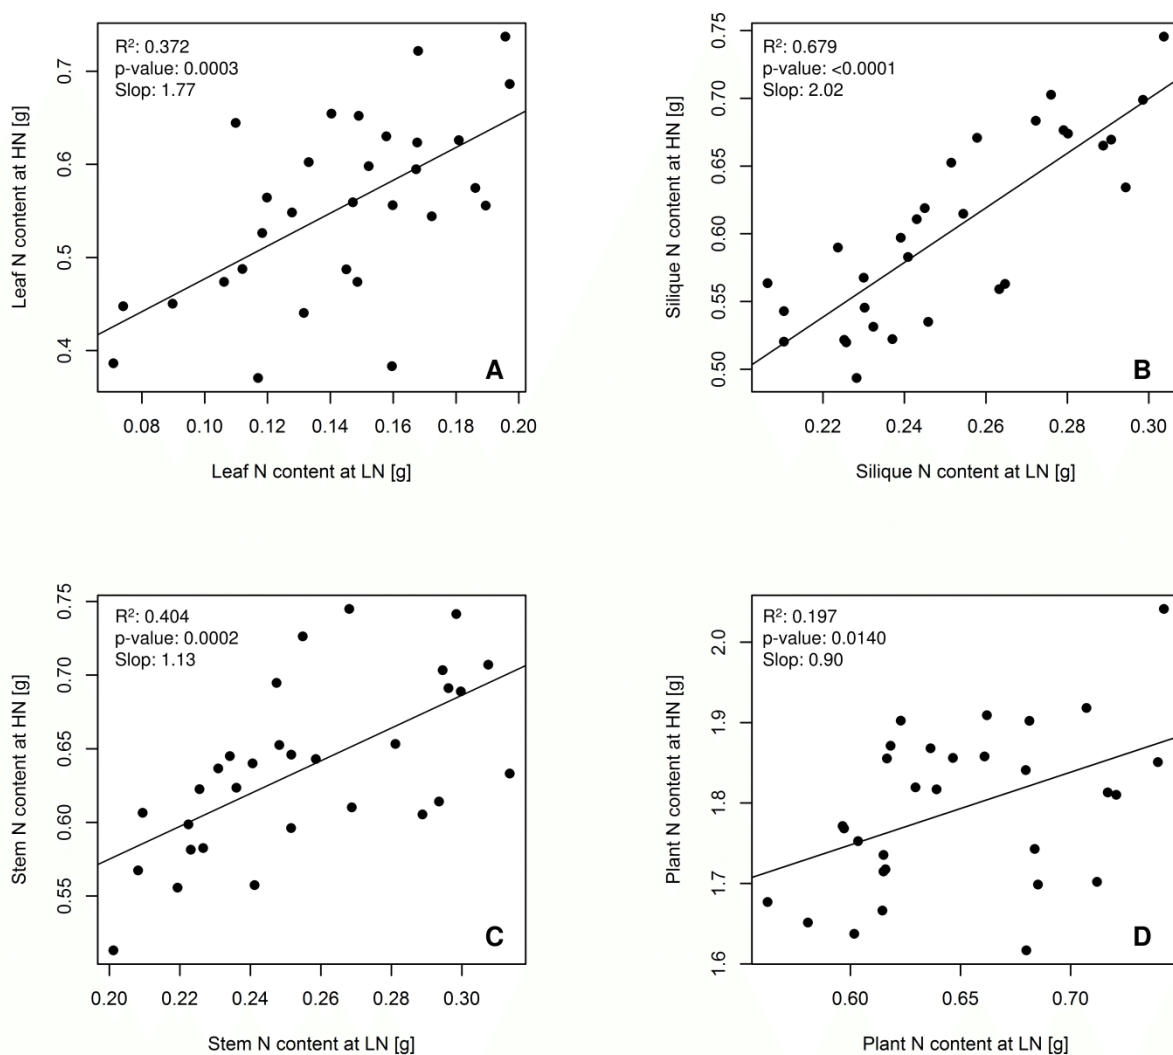 R²: 0.372
p-value: 0.0003
Slop: 1.77
0.7
0.6
0.5
0.4
Leaf N content at HN [g]
A
0.08 0.10 0.12 0.14 0.16 0.18 0.20
Leaf N content at LN [g]
R²: 0.679
p-value: <0.0001
Slop: 2.02
0.75
0.70
0.65
0.60
0.55
0.50
Silique N content at HN [g]
B
0.22 0.24 0.26 0.28 0.30
Silique N content at LN [g]
R²: 0.404
p-value: 0.0002
Slop: 1.13
0.75
0.70
0.65
0.60
0.55
Stem N content at HN [g]
C
0.20 0.22 0.24 0.26 0.28 0.30
Stem N content at LN [g]
R²: 0.197
p-value: 0.0140
Slop: 0.90
2.0
1.9
1.8
1.7
1.6
Plant N content at HN [g]
D
0.60 0.65 0.70
Plant N content at LN [g]